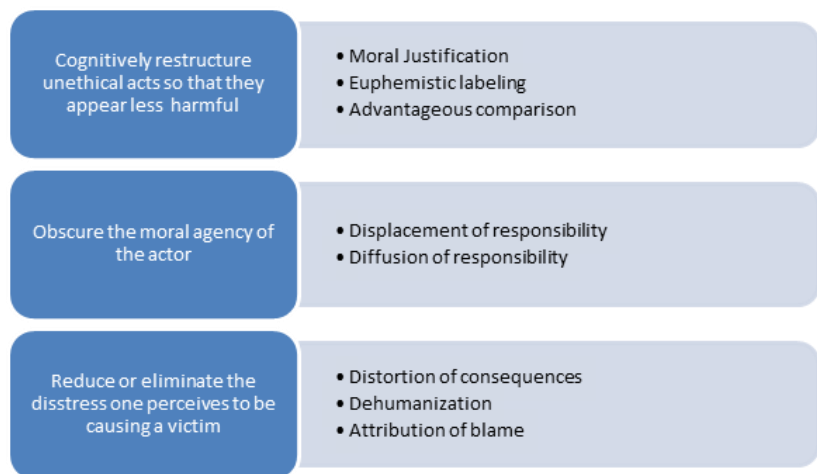 Cognitively restructure
unethical acts so that they
appear less harmful
• Moral Justification
• Euphemistic labeling
• Advantageous comparison
Obscure the moral agency of
the actor
• Displacement of responsibility
• Diffusion of responsibility
Reduce or eliminate the
disstress one perceives to be
causing a victim
• Distortion of consequences
• Dehumanization
• Attribution of blame